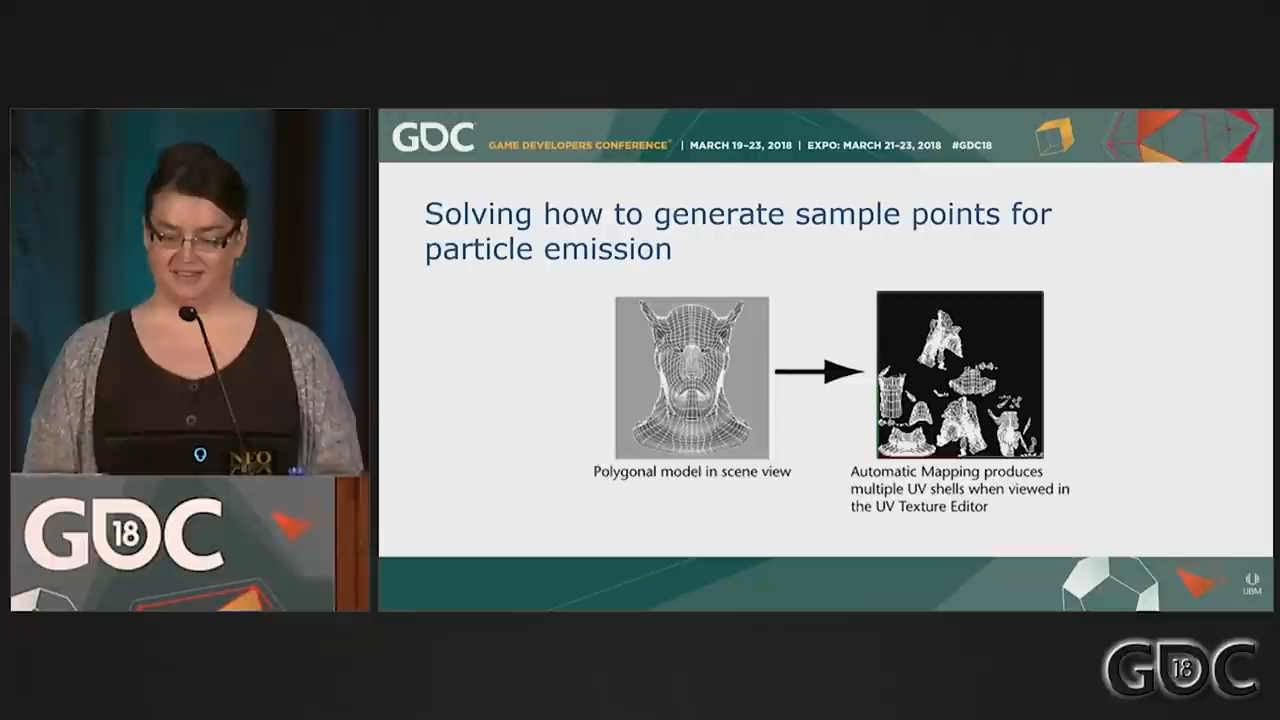 GDC
GAME DEVELOPERS CONFERENCE | MARCH 19-23, 2018 | EXPO: MARCH 21-23, 2018 #GDC18
Solving how to generate sample points for
particle emission
Polygonal model in scene view
Automatic Mapping produces
multiple UV shells when viewed in
the UV Texture Editor
NEO
GDC
18
UBM
GDC
18